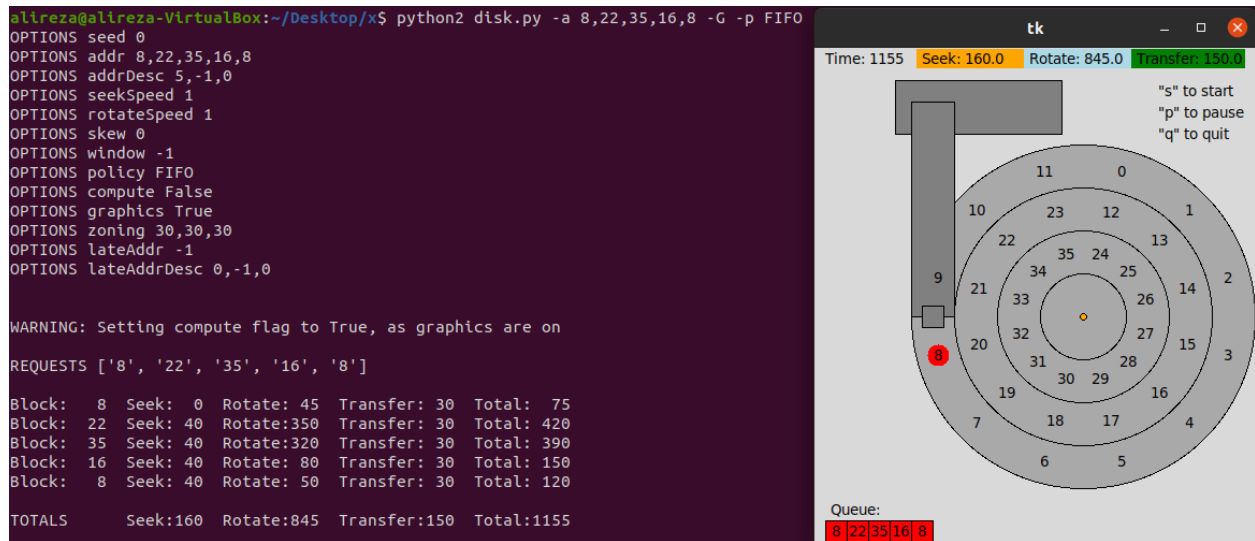 alireza@alireza-VirtualBox:~/Desktop/x$ python2 disk.py -a 8,22,35,16,8 -G -p FIFO
OPTIONS seed 0
OPTIONS addr 8,22,35,16,8
OPTIONS addrDesc 5,-1,0
OPTIONS seekSpeed 1
OPTIONS rotateSpeed 1
OPTIONS skew 0
OPTIONS window -1
OPTIONS policy FIFO
OPTIONS compute False
OPTIONS graphics True
OPTIONS zoning 30,30,30
OPTIONS lateAddr -1
OPTIONS lateAddrDesc 0,-1,0
WARNING: Setting compute flag to True, as graphics are on
REQUESTS ['8', '22', '35', '16', '8']
Block:   8  Seek:  0  Rotate: 45  Transfer: 30  Total:  75
Block:  22  Seek: 40  Rotate:350  Transfer: 30  Total: 420
Block:  35  Seek: 40  Rotate:320  Transfer: 30  Total: 390
Block:  16  Seek: 40  Rotate: 80  Transfer: 30  Total: 150
Block:   8  Seek: 40  Rotate: 50  Transfer: 30  Total: 120
TOTALS      Seek:160  Rotate:845  Transfer:150  Total:1155
tk
Time: 1155 Seek: 160.0 Rotate: 845.0 Transfer: 150.0
"s" to start
"p" to pause
"q" to quit
11 0
10 23 12 1
22 13
35 24
34 25
9 2
21 33 26 14
32 27
20 15
8 3
31 28
30 29
19 16
7 18 17 4
6 5
Queue:
8 22 35 16 8